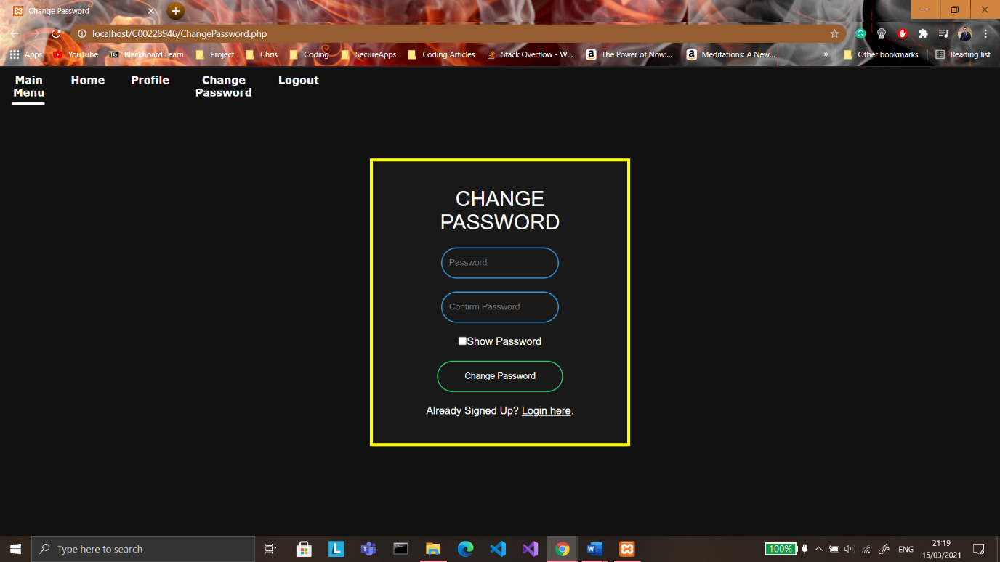 Change Password
localhost/C00228946/ChangePassword.php
Apps YouTube Bb Blackboard Learn Project Chris Coding SecureApps Coding Articles Stack Overflow - W... The Power of Now:... Meditations: A New... » Other bookmarks Reading list
Main Menu Home Profile Change Password Logout
CHANGE
PASSWORD
Password
Confirm Password
Show Password
Change Password
Already Signed Up? Login here.
Type here to search
100%
ENG
21:19
15/03/2021